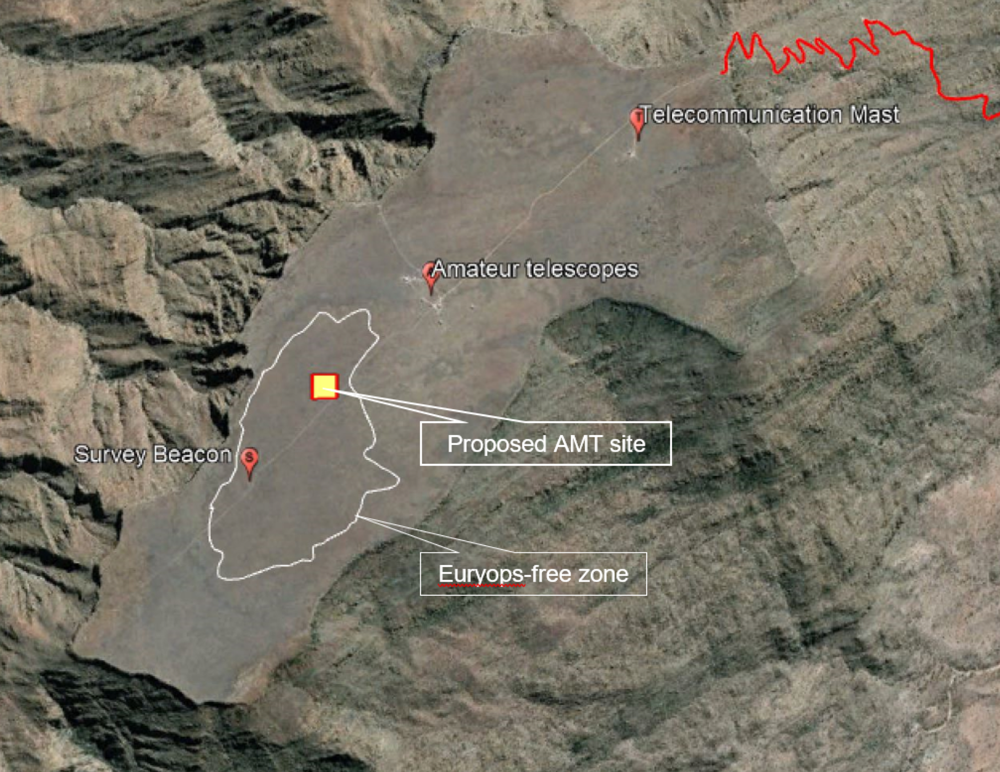 Telecommunication Mast
Amateur telescopes
Proposed AMT site
Survey Beacon
S
Euryops-free zone